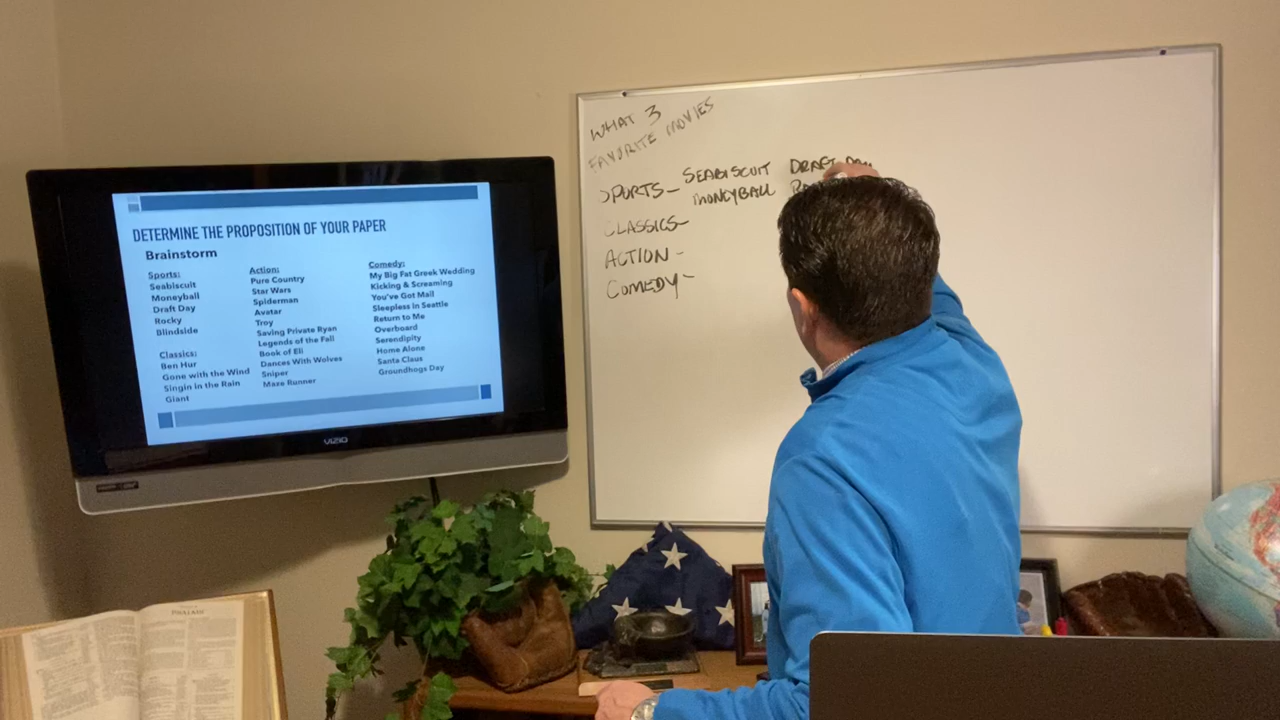 DETERMINE THE PROPOSITION OF YOUR PAPER
Brainstorm
Sports:
Seabiscuit
Moneyball
Draft Day
Rocky
Blindside
Classics:
Ben Hur
Gone with the Wind
Singin in the Rain
Giant
Action:
Pure Country
Star Wars
Spiderman
Avatar
Troy
Saving Private Ryan
Legends of the Fall
Book of Eli
Dances With Wolves
Sniper
Maze Runner
Comedy:
My Big Fat Greek Wedding
Kicking & Screaming
You've Got Mail
Sleepless in Seattle
Return to Me
Overboard
Serendipity
Home Alone
Santa Claus
Groundhogs Day
VIZIO
WHAT 3
FAVORITE MOVIES
SPORTS- SEABISCUIT DRAFT DAY
MONEYBALL
CLASSICS-
ACTION-
COMEDY-